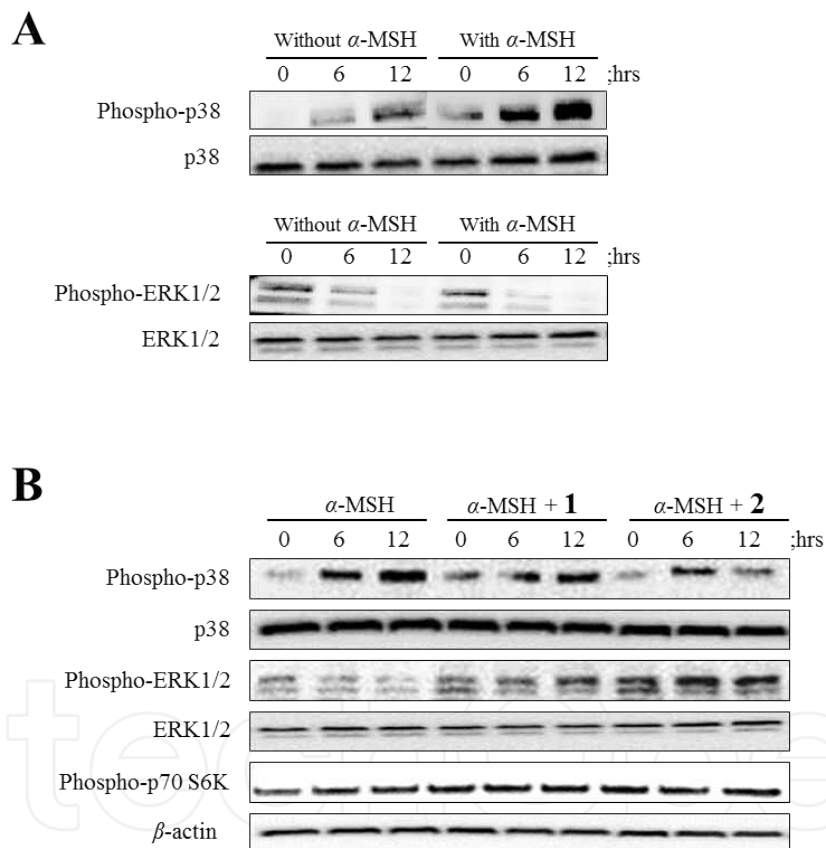 A
Without α-MSH With α-MSH
0 6 12 0 6 12 ;hrs
Phospho-p38
p38
Without α-MSH With α-MSH
0 6 12 0 6 12 ;hrs
Phospho-ERK1/2
ERK1/2
B
α-MSH α-MSH + 1 α-MSH + 2
0 6 12 0 6 12 0 6 12 ;hrs
Phospho-p38
p38
Phospho-ERK1/2
ERK1/2
Phospho-p70 S6K
β-actin